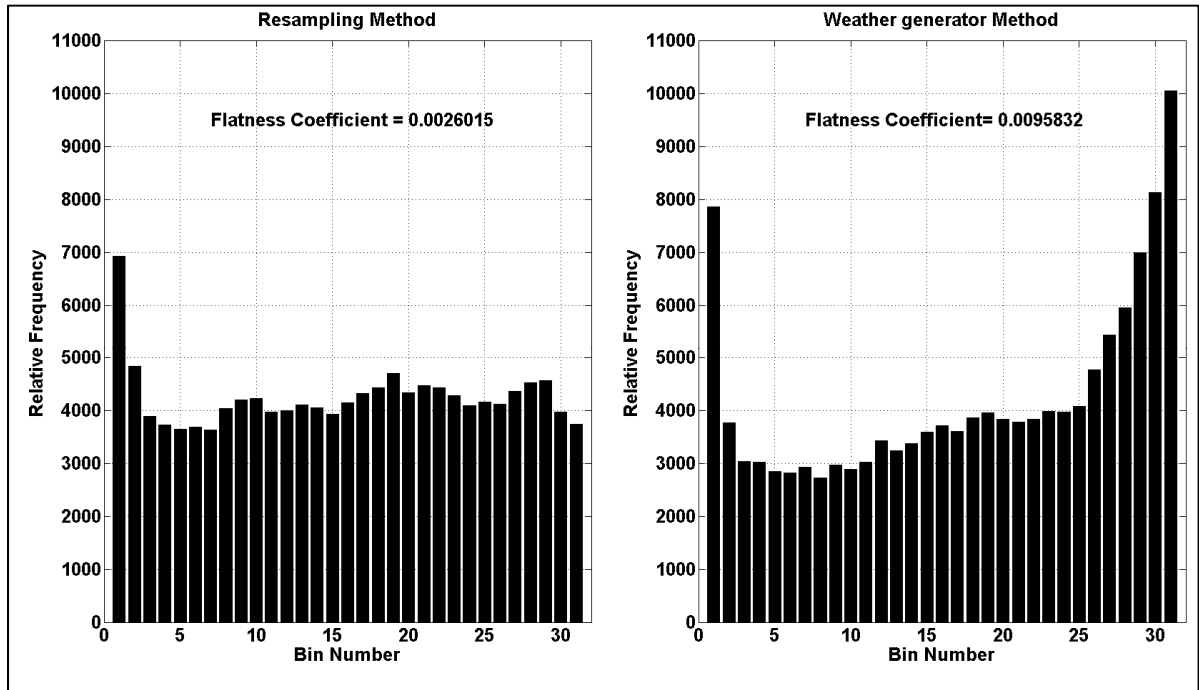 Resampling Method
11000
10000
9000
8000
7000
6000
5000
4000
3000
2000
1000
0
Relative Frequency
Flatness Coefficient = 0.0026015
0 5 10 15 20 25 30
Bin Number
Weather generator Method
11000
10000
9000
8000
7000
6000
5000
4000
3000
2000
1000
0
Relative Frequency
Flatness Coefficient= 0.0095832
0 5 10 15 20 25 30
Bin Number